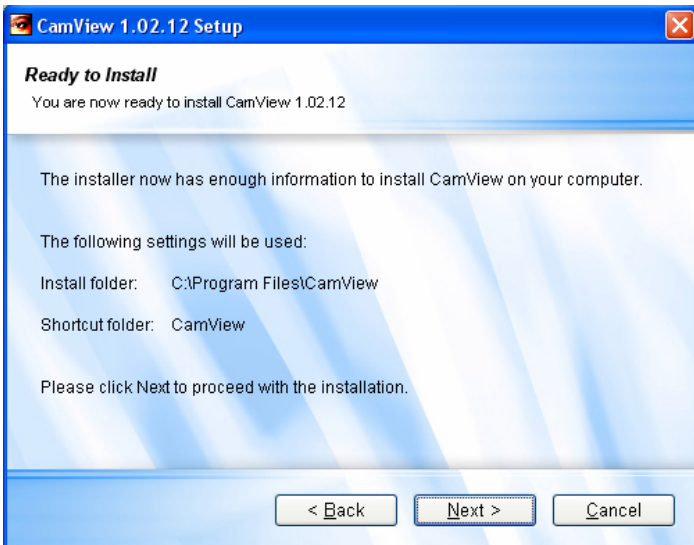 CamView 1.02.12 Setup
Ready to Install
You are now ready to install CamView 1.02.12
The installer now has enough information to install CamView on your computer.
The following settings will be used:
Install folder: C:\Program Files\CamView
Shortcut folder: CamView
Please click Next to proceed with the installation.
< Back Next > Cancel